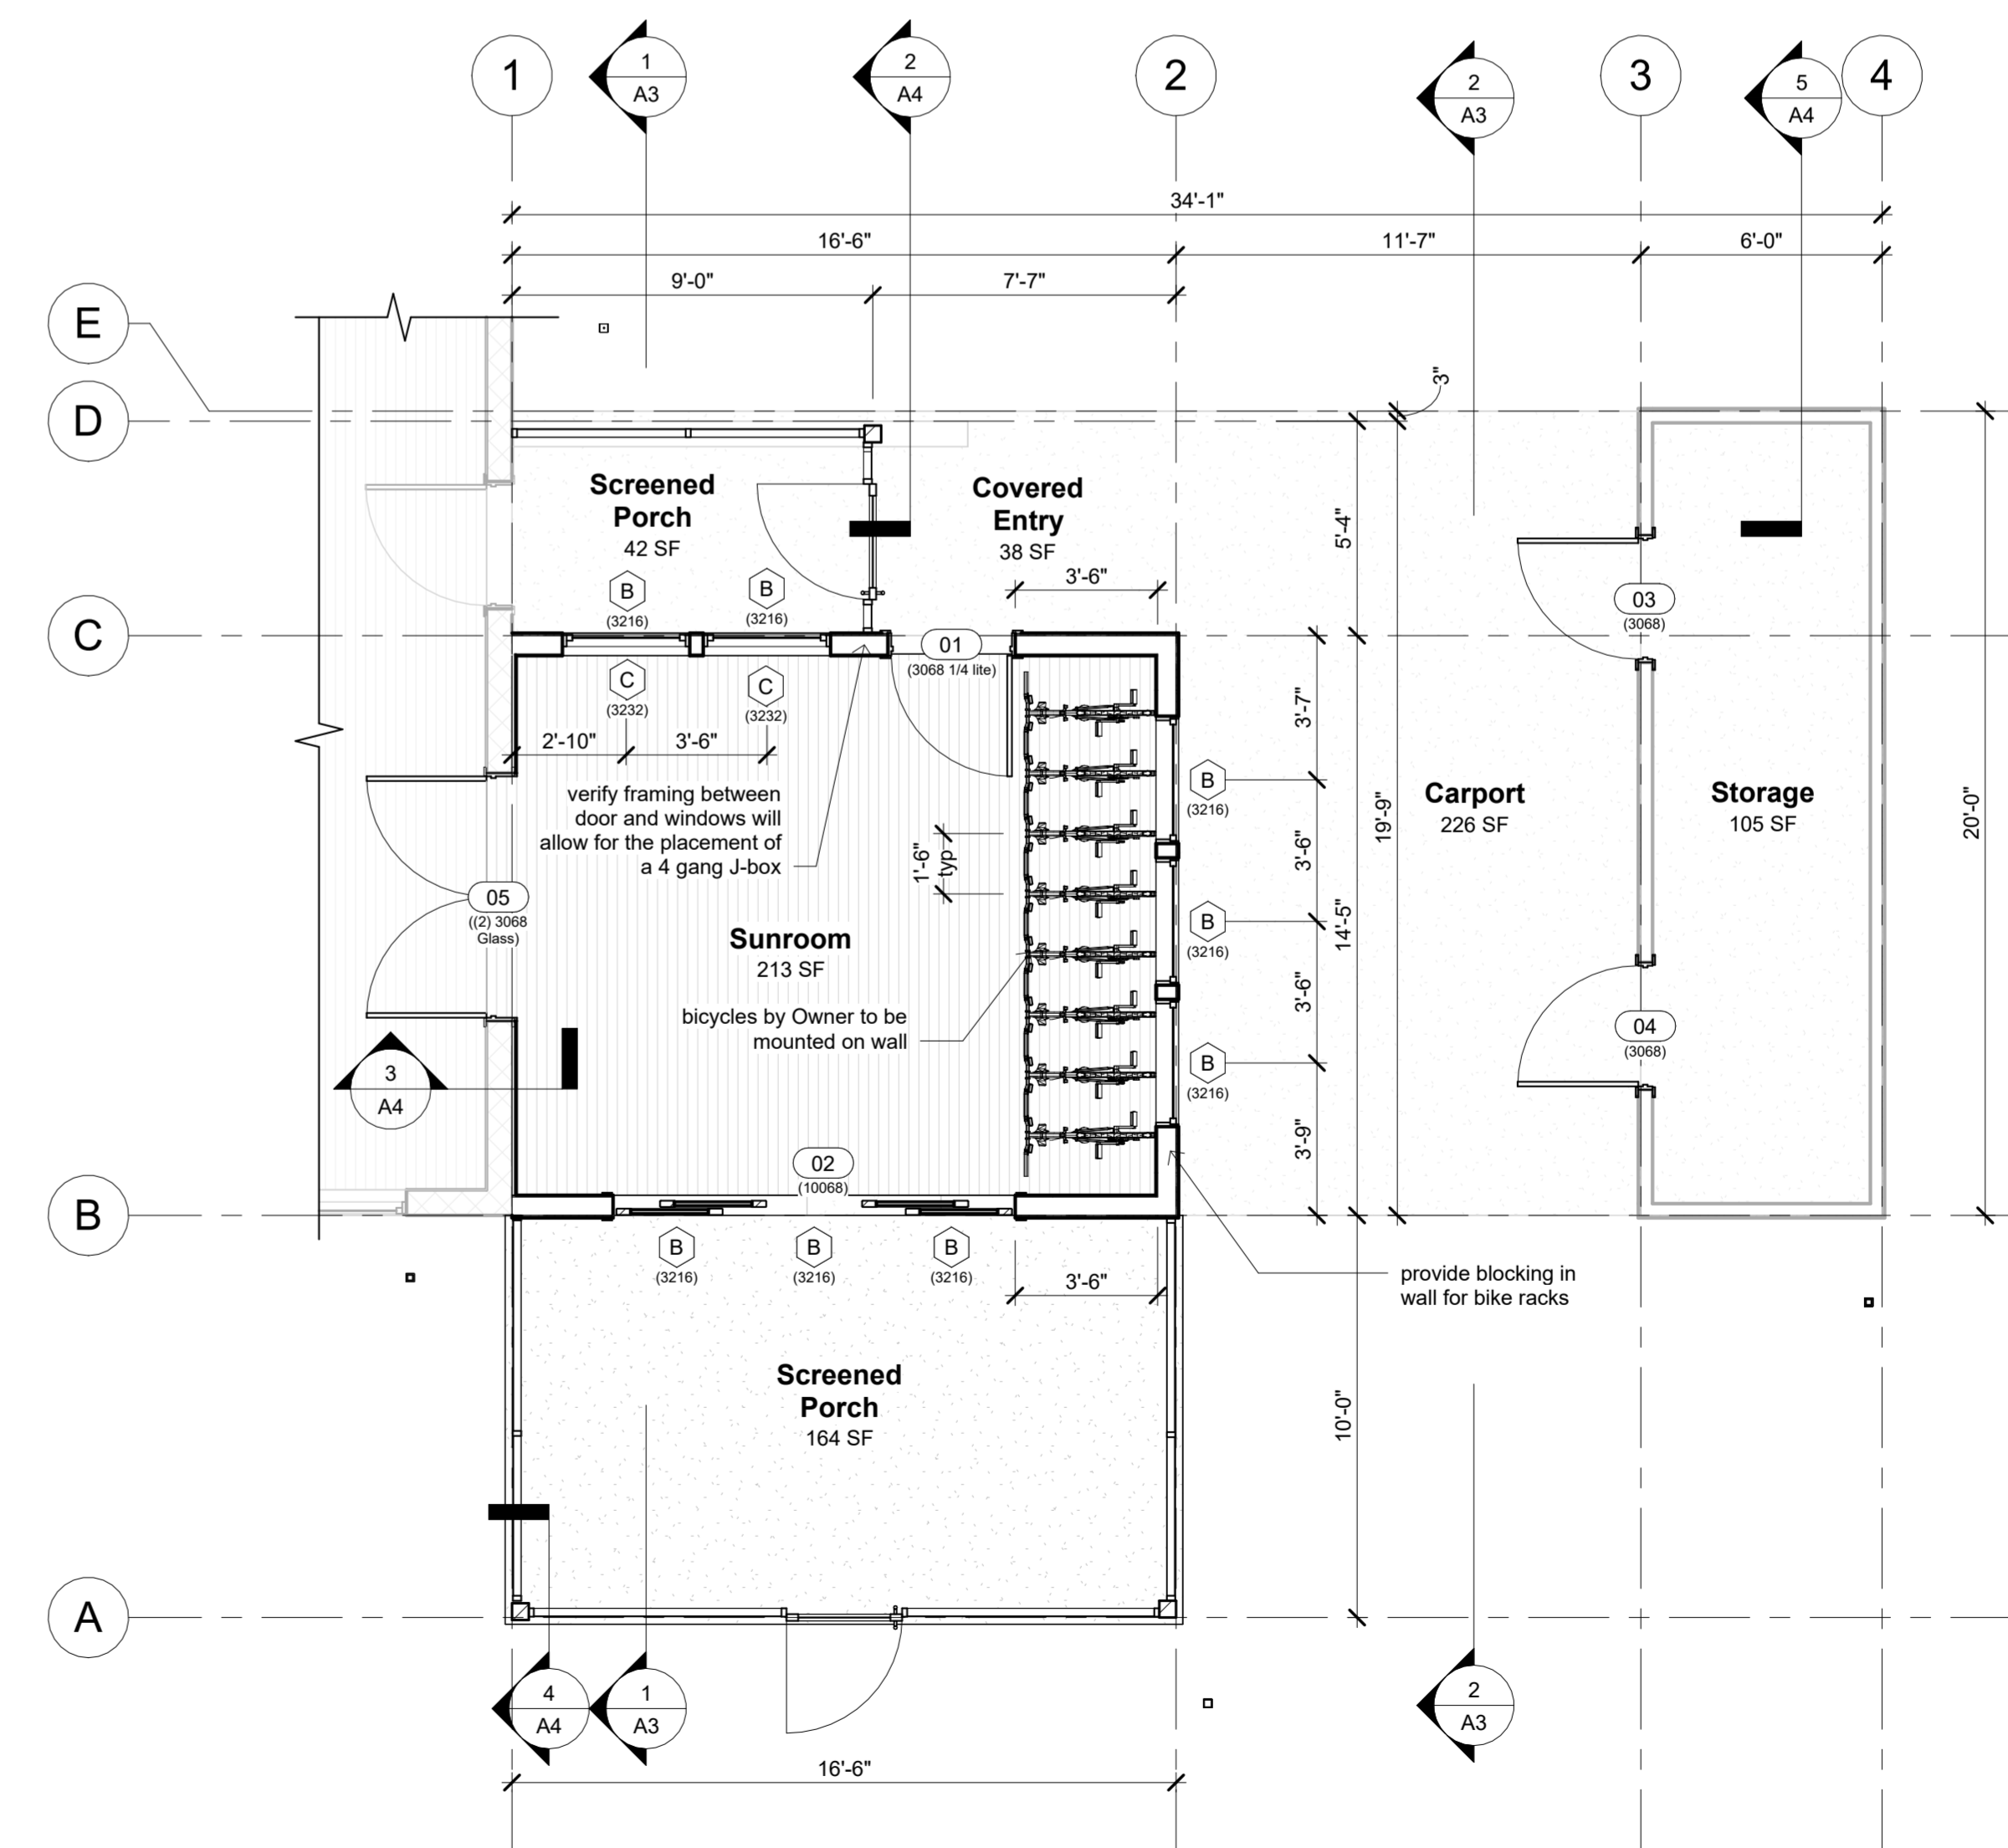 1
1
A3
2
A4
2
2
A3
3
5
A4
4
34'-1"
16'-6"
11'-7"
6'-0"
9'-0"
7'-7"
E
D
3"
Screened
Porch
42 SF
Covered
Entry
38 SF
5'-4"
3'-6"
B
(3216)
B
(3216)
03
(3068)
C
01
(3068 1/4 lite)
C
(3232)
C
(3232)
2'-10"
3'-6"
3'-7"
verify framing between
door and windows will
allow for the placement of
a 4 gang J-box
B
(3216)
1'-6"
typ
3'-6"
19'-9"
Carport
226 SF
Storage
105 SF
20'-0"
05
((2) 3068
Glass)
Sunroom
213 SF
B
(3216)
14'-5"
3'-6"
bicycles by Owner to be
mounted on wall
04
(3068)
3
A4
B
(3216)
3'-9"
02
(10068)
B
B
(3216)
B
(3216)
B
(3216)
3'-6"
provide blocking in
wall for bike racks
Screened
Porch
164 SF
10'-0"
A
4
A4
1
A3
2
A3
16'-6"